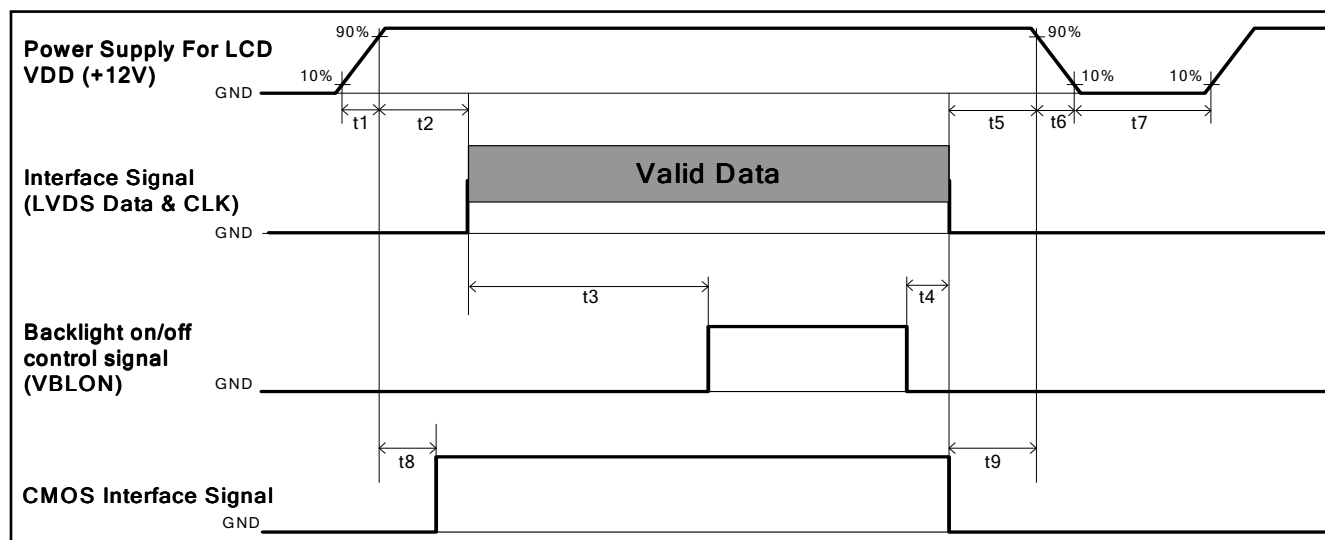 Power Supply For LCD
VDD (+12V)
90%
10%
GND
90%
10%
10%
t1
t2
t5
t6
t7
Interface Signal
(LVDS Data & CLK)
Valid Data
GND
t3
t4
Backlight on/off
control signal
(VBLON)
GND
t8
t9
CMOS Interface Signal
GND